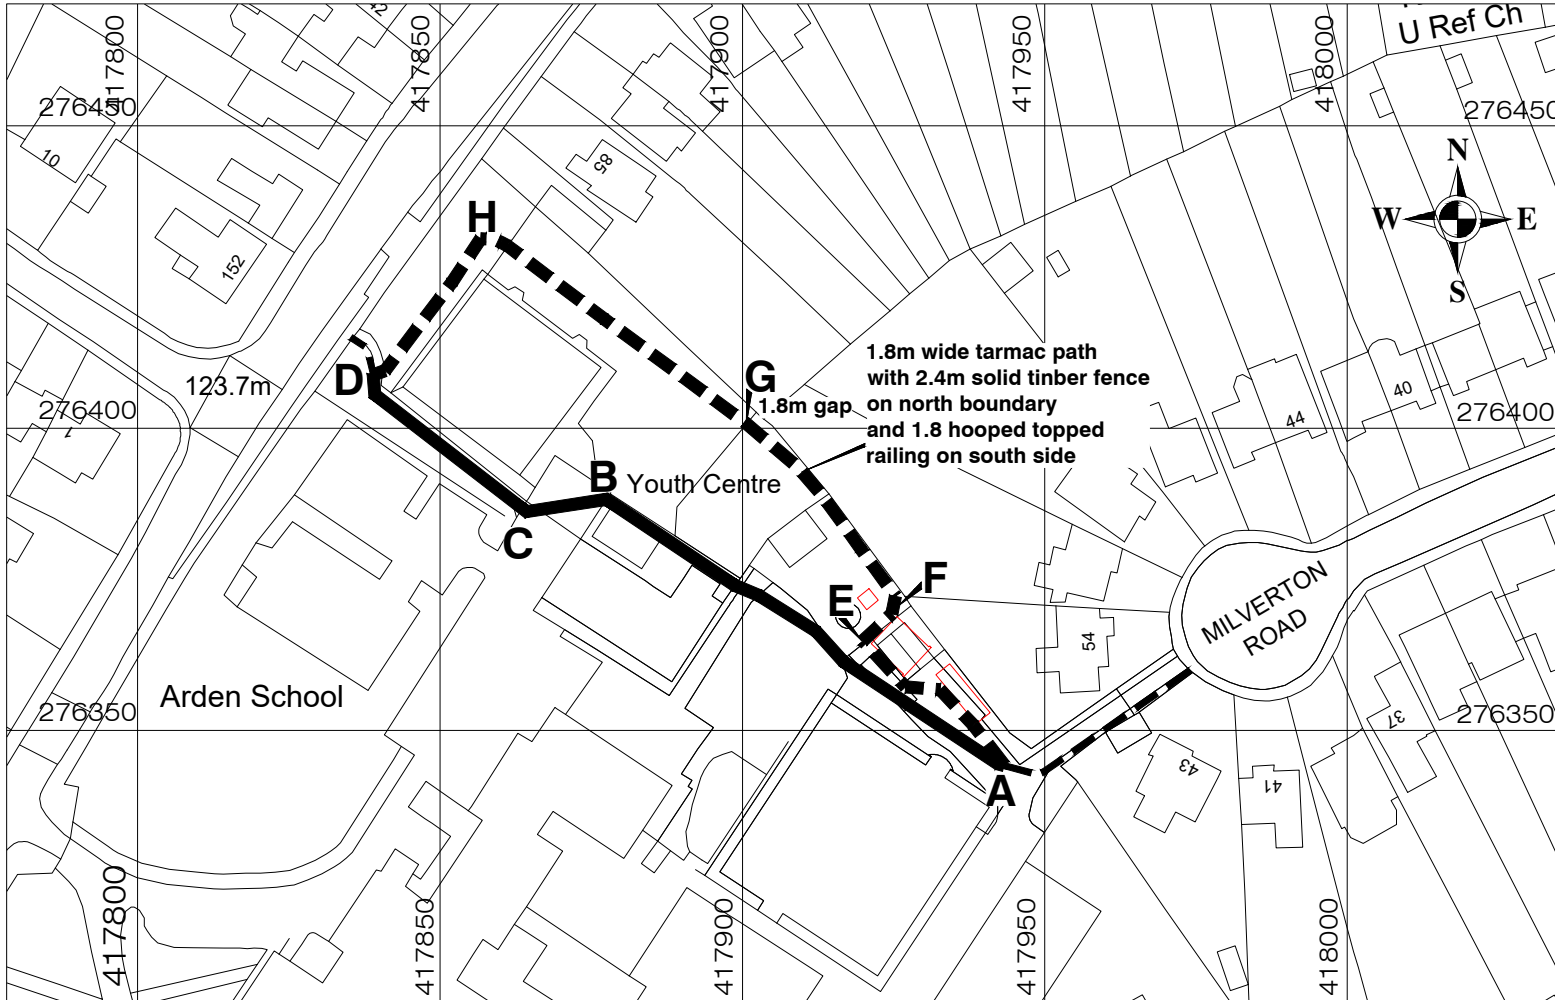 417800
417850
417900
417950
418000
U Ref Ch
42
276450
276450
10
85
N
W
E
S
152
H
G
D
123.7m
1.8m gap
1.8m wide tarmac path
with 2.4m solid tinber fence
on north boundary
and 1.8 hooped topped
railing on south side
40
44
276400
276400
1
B
Youth Centre
C
E
F
MILVERTON
ROAD
54
Arden School
276350
276350
37
43
41
A
417800
417850
417900
417950
418000